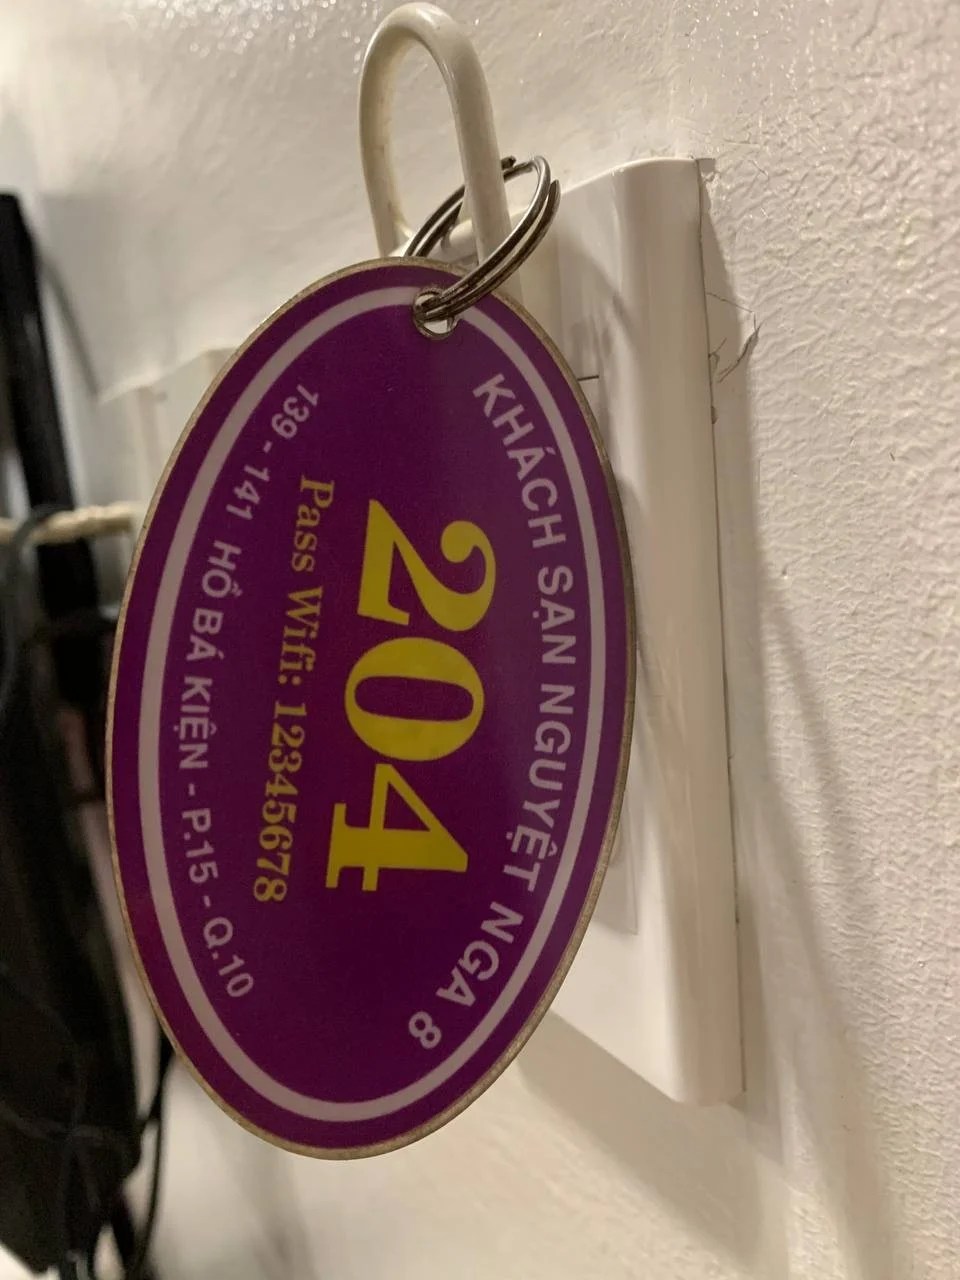 KHÁCH SẠN NGUYỆT NGA 8
204
Pass Wifi: 12345678
139 - 141 HỒ BÁ KIỆN - P.15 - Q.10